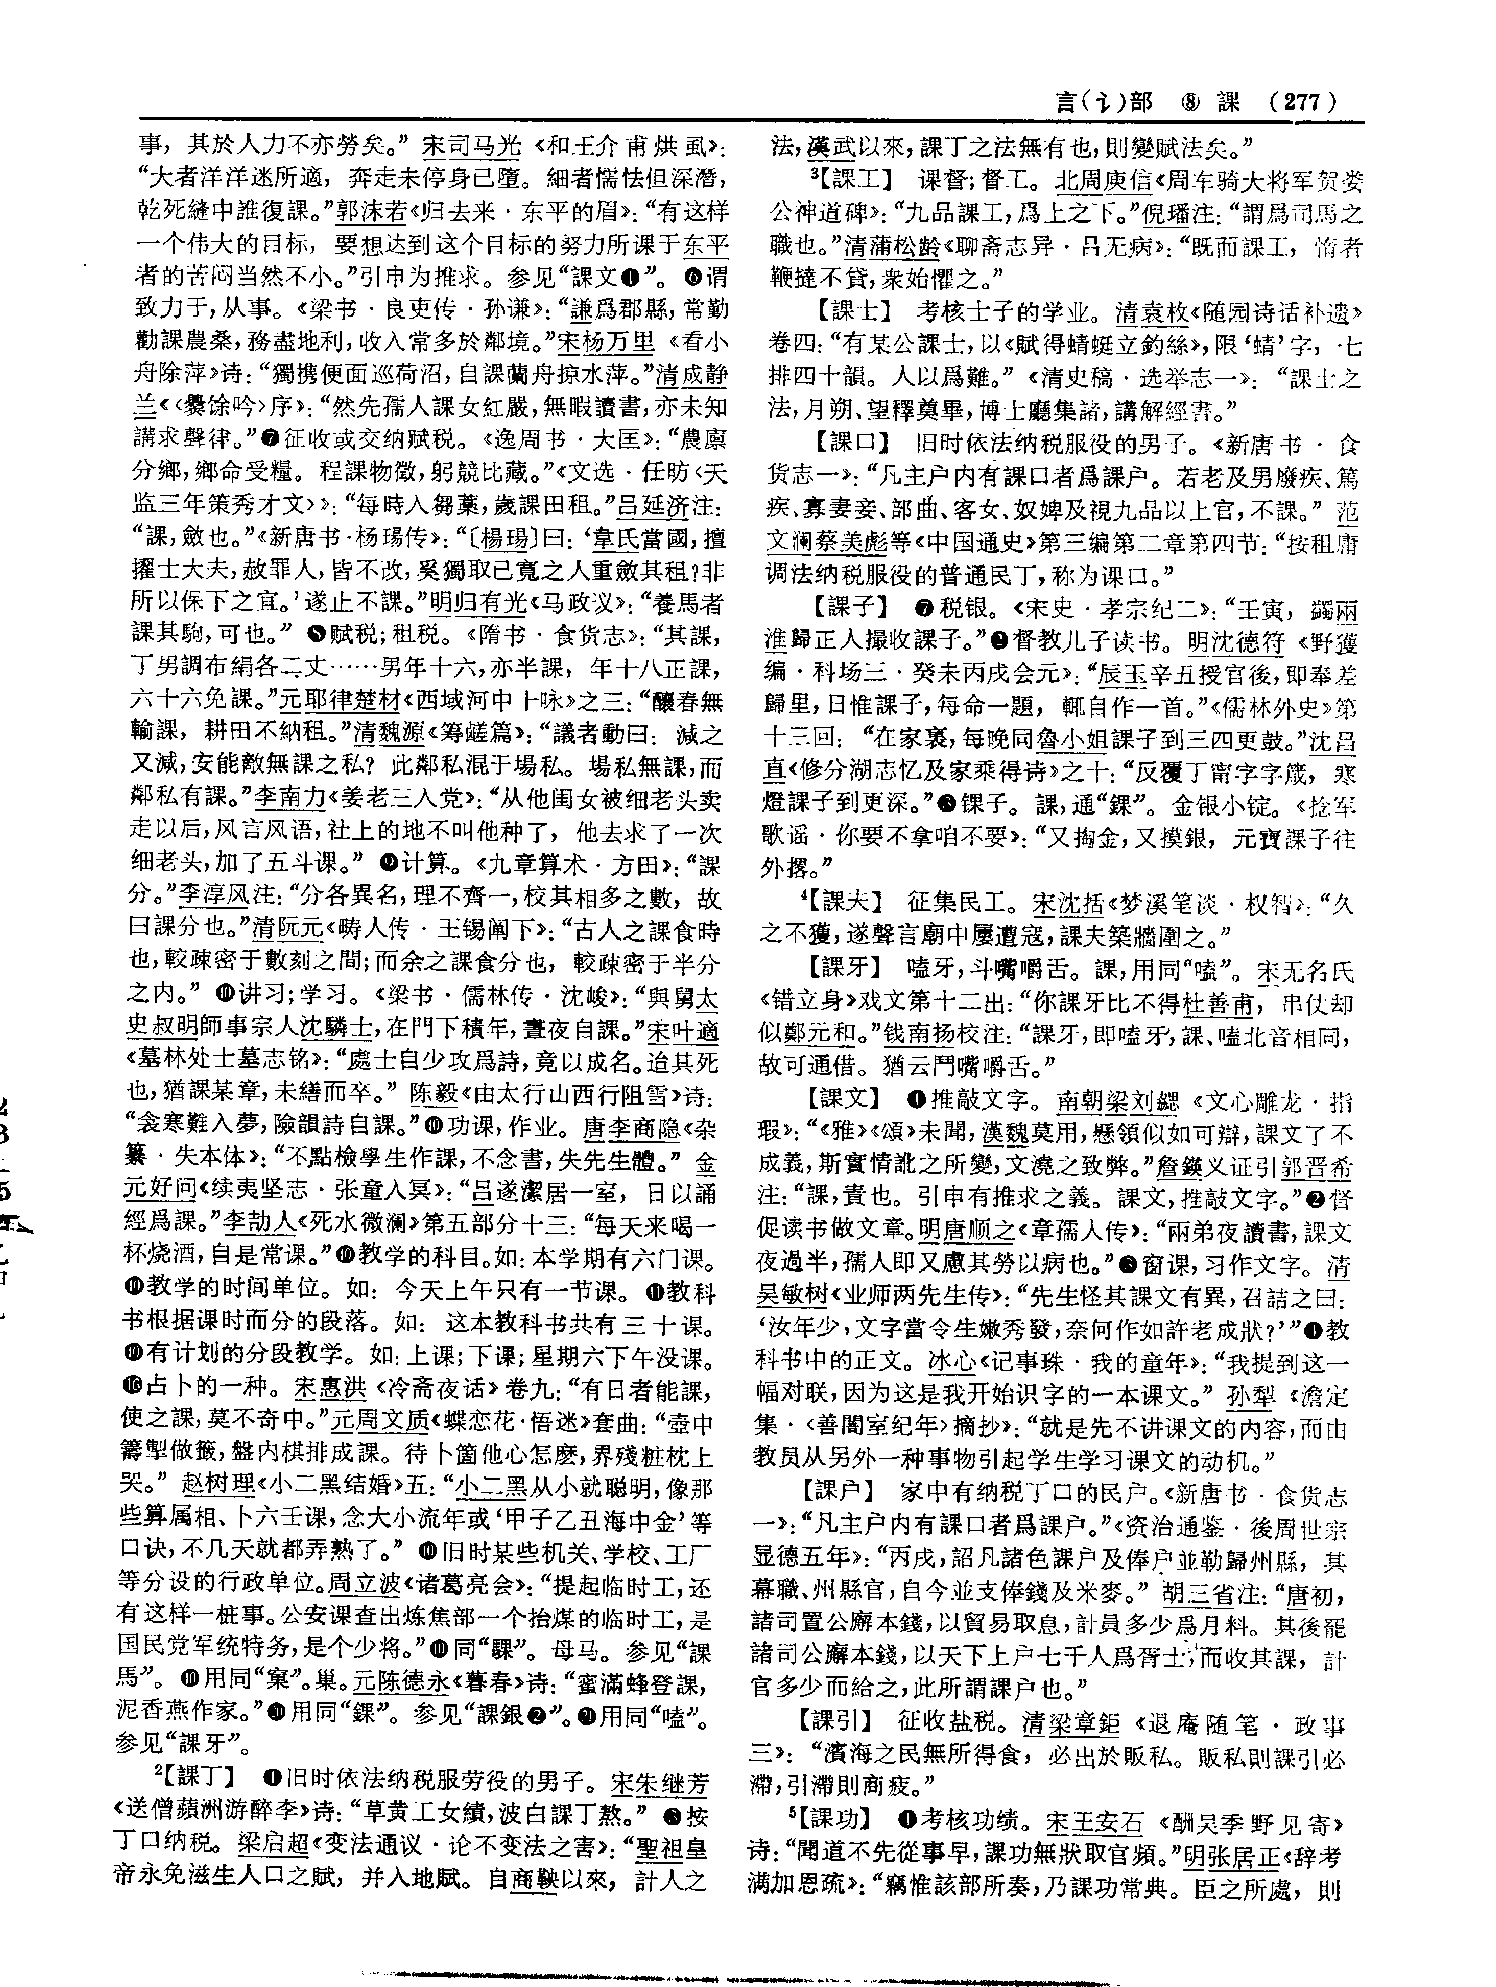 言(讠)部 ⑧ 課 (277)
事，其於人力不亦勞矣。”宋司马光《和王介甫烘虱》：
“大者洋洋迷所適，奔走未停身已墮。細者懦怯但深潛，
乾死縫中誰復課。”郭沫若《归去来·东平的眉》：“有这样
一个伟大的目标，要想达到这个目标的努力所课于东平
者的苦闷当然不小。”引申为推求。参见“課文❶”。❻谓
致力于，从事。《梁书·良吏传·孙谦》：“謙爲郡縣，常勤
勸課農桑，務盡地利，收入常多於鄰境。”宋杨万里《看小
舟除萍》诗：“獨携便面巡荷沼，自課蘭舟掠水萍。”清成静
兰《〈爨馀吟〉序》：“然先孺人課女紅嚴，無暇讀書，亦未知
講求聲律。”❼征收或交纳赋税。《逸周书·大匡》：“農廩
分鄉，鄉命受糧。程課物徵，躬競比藏。”《文选·任昉〈天
监三年策秀才文〉》：“每時入芻藁，歲課田租。”吕延济注：
“課，斂也。”《新唐书·杨瑒传》：“〔楊瑒〕曰：‘韋氏當國，擅
擢士大夫，赦罪人，皆不改，奚獨取已寬之人重斂其租？非
所以保下之宜。’遂止不課。”明归有光《马政议》：“養馬者
課其駒，可也。”❽赋税；租税。《隋书·食货志》：“其課，
丁男調布絹各二丈……男年十六，亦半課，年十八正課，
六十六免課。”元耶律楚材《西域河中十咏》之三：“釀春無
輸課，耕田不納租。”清魏源《筹鹺篇》：“議者動曰：減之
又減，安能敵無課之私？此鄰私混于場私。場私無課，而
鄰私有課。”李南力《姜老三入党》：“从他闺女被细老头卖
走以后，风言风语，社上的地不叫他种了，他去求了一次
细老头，加了五斗课。”❾计算。《九章算术·方田》：“課
分。”李淳风注：“分各異名，理不齊一，校其相多之數，故
曰課分也。”清阮元《畴人传·王锡阐下》：“古人之課食時
也，較疎密于數刻之間；而余之課食分也，較疎密于半分
之内。”❿讲习；学习。《梁书·儒林传·沈峻》：“與舅太
史叔明師事宗人沈驎士，在門下積年，晝夜自課。”宋叶適
《墓林处士墓志铭》：“處士自少攻爲詩，竟以成名。迨其死
也，猶課某章，未繕而卒。”陈毅《由太行山西行阻雪》诗：
“衾寒難入夢，險韻詩自課。”⓫功课，作业。唐李商隐《杂
纂·失本体》：“不點檢學生作課，不念書，失先生體。”金
元好问《续夷坚志·张童入冥》：“吕遂潔居一室，日以誦
經爲課。”李劼人《死水微澜》第五部分十三：“每天来喝一
杯烧酒，自是常课。”⓬教学的科目。如：本学期有六门课。
⓭教学的时间单位。如：今天上午只有一节课。⓮教科
书根据课时而分的段落。如：这本教科书共有三十课。
⓯有计划的分段教学。如：上课；下课；星期六下午没课。
⓰占卜的一种。宋惠洪《冷斋夜话》卷九：“有日者能課，
使之課，莫不奇中。”元周文质《蝶恋花·悟迷》套曲：“壺中
籌掣做籤，盤内棋排成課。待卜箇他心怎麽，界殘粧枕上
哭。”赵树理《小二黑结婚》五：“小二黑从小就聪明，像那
些算属相、卜六壬课，念大小流年或‘甲子乙丑海中金’等
口诀，不几天就都弄熟了。”⓱旧时某些机关、学校、工厂
等分设的行政单位。周立波《诸葛亮会》：“提起临时工，还
有这样一桩事。公安课查出炼焦部一个抬煤的临时工，是
国民党军统特务，是个少将。”⓲同“騍”。母马。参见“課
馬”。⓳用同“窠”。巢。元陈德永《暮春》诗：“蜜滿蜂登課，
泥香燕作家。”⓴用同“錁”。参见“課銀❷”。㉑用同“嗑”。
参见“課牙”。
²【課丁】 ❶旧时依法纳税服劳役的男子。宋朱继芳
《送僧蘋洲游醉李》诗：“草黄工女績，波白課丁熬。”❷按
丁口纳税。梁启超《变法通议·论不变法之害》：“聖祖皇
帝永免滋生人口之賦，并入地賦。自商鞅以來，計人之
法，漢武以來，課丁之法無有也，則變賦法矣。”
³【課工】 课督；督工。北周庾信《周车骑大将军贺娄
公神道碑》：“九品課工，爲上之下。”倪璠注：“謂爲司馬之
職也。”清蒲松龄《聊斋志异·吕无病》：“既而課工，惰者
鞭撻不貸，衆始懼之。”
【課士】 考核士子的学业。清袁枚《随园诗话补遗》
卷四：“有某公課士，以《賦得蜻蜓立釣絲》，限‘蜻’字，七
排四十韻。人以爲難。”《清史稿·选举志一》：“課士之
法，月朔、望釋奠畢，博士廳集諸，講解經書。”
【課口】 旧时依法纳税服役的男子。《新唐书·食
货志一》：“凡主户内有課口者爲課户。若老及男廢疾、篤
疾、寡妻妾、部曲、客女、奴婢及視九品以上官，不課。”范
文澜蔡美彪等《中国通史》第三编第二章第四节：“按租庸
调法纳税服役的普通民丁，称为课口。”
【課子】 ❶税银。《宋史·孝宗纪二》：“壬寅，蠲兩
淮歸正人撮收課子。”❷督教儿子读书。明沈德符《野獲
编·科场三·癸未丙戌会元》：“辰玉辛丑授官後，即奉差
歸里，日惟課子，每命一題，輒自作一首。”《儒林外史》第
十三回：“在家裏，每晚同魯小姐課子到三四更鼓。”沈昌
直《修分湖志忆及家乘得诗》之十：“反覆丁甯字字箴，寒
燈課子到更深。”❸锞子。課，通“錁”。金银小锭。《捻军
歌谣·你要不拿咱不要》：“又掏金，又摸銀，元寶課子往
外撂。”
⁴【課夫】 征集民工。宋沈括《梦溪笔谈·权智》：“久
之不獲，遂聲言廟中屢遭寇，課夫築牆圍之。”
【課牙】 嗑牙，斗嘴嚼舌。課，用同“嗑”。宋无名氏
《错立身》戏文第十二出：“你課牙比不得杜善甫，串仗却
似鄭元和。”钱南扬校注：“課牙，即嗑牙，課、嗑北音相同，
故可通借。猶云鬥嘴嚼舌。”
【課文】 ❶推敲文字。南朝梁刘勰《文心雕龙·指
瑕》：“《雅》《頌》未聞，漢魏莫用，懸領似如可辯，課文了不
成義，斯實情訛之所變，文澆之致弊。”詹鍈义证引郭晋希
注：“課，責也。引申有推求之義。課文，推敲文字。”❷督
促读书做文章。明唐顺之《章孺人传》：“兩弟夜讀書，課文
夜過半，孺人即又慮其勞以病也。”❸窗课，习作文字。清
吴敏树《业师两先生传》：“先生怪其課文有異，召詰之曰：
‘汝年少，文字當令生嫩秀發，奈何作如許老成狀？’”❹教
科书中的正文。冰心《记事珠·我的童年》：“我提到这一
幅对联，因为这是我开始识字的一本课文。”孙犁《澹定
集·〈善闇室纪年〉摘抄》：“就是先不讲课文的内容，而由
教员从另外一种事物引起学生学习课文的动机。”
【課户】 家中有纳税丁口的民户。《新唐书·食货志
一》：“凡主户内有課口者爲課户。”《资治通鉴·後周世宗
显德五年》：“丙戌，詔凡諸色課户及俸户並勒歸州縣，其
幕職、州縣官，自今並支俸錢及米麥。”胡三省注：“唐初，
諸司置公廨本錢，以貿易取息，計員多少爲月料。其後罷
諸司公廨本錢，以天下上户七千人爲胥士，而收其課，計
官多少而給之，此所謂課户也。”
【課引】 征收盐税。清梁章鉅《退庵随笔·政事
三》：“濱海之民無所得食，必出於販私。販私則課引必
滯，引滯則商疲。”
⁵【課功】 ❶考核功绩。宋王安石《酬吴季野见寄》
诗：“聞道不先從事早，課功無狀取官頻。”明张居正《辞考
满加恩疏》：“竊惟該部所奏，乃課功常典。臣之所處，則